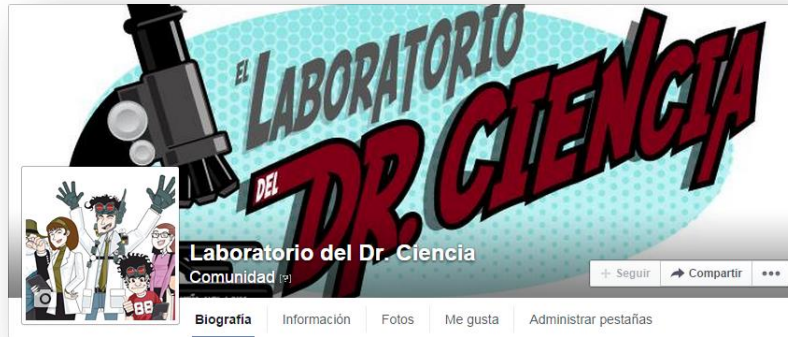 EL LABORATORIO
DEL DR. CIENCIA
88
Laboratorio del Dr. Ciencia
Comunidad [?]
+ Seguir Compartir
Biografía Información Fotos Me gusta Administrar pestañas